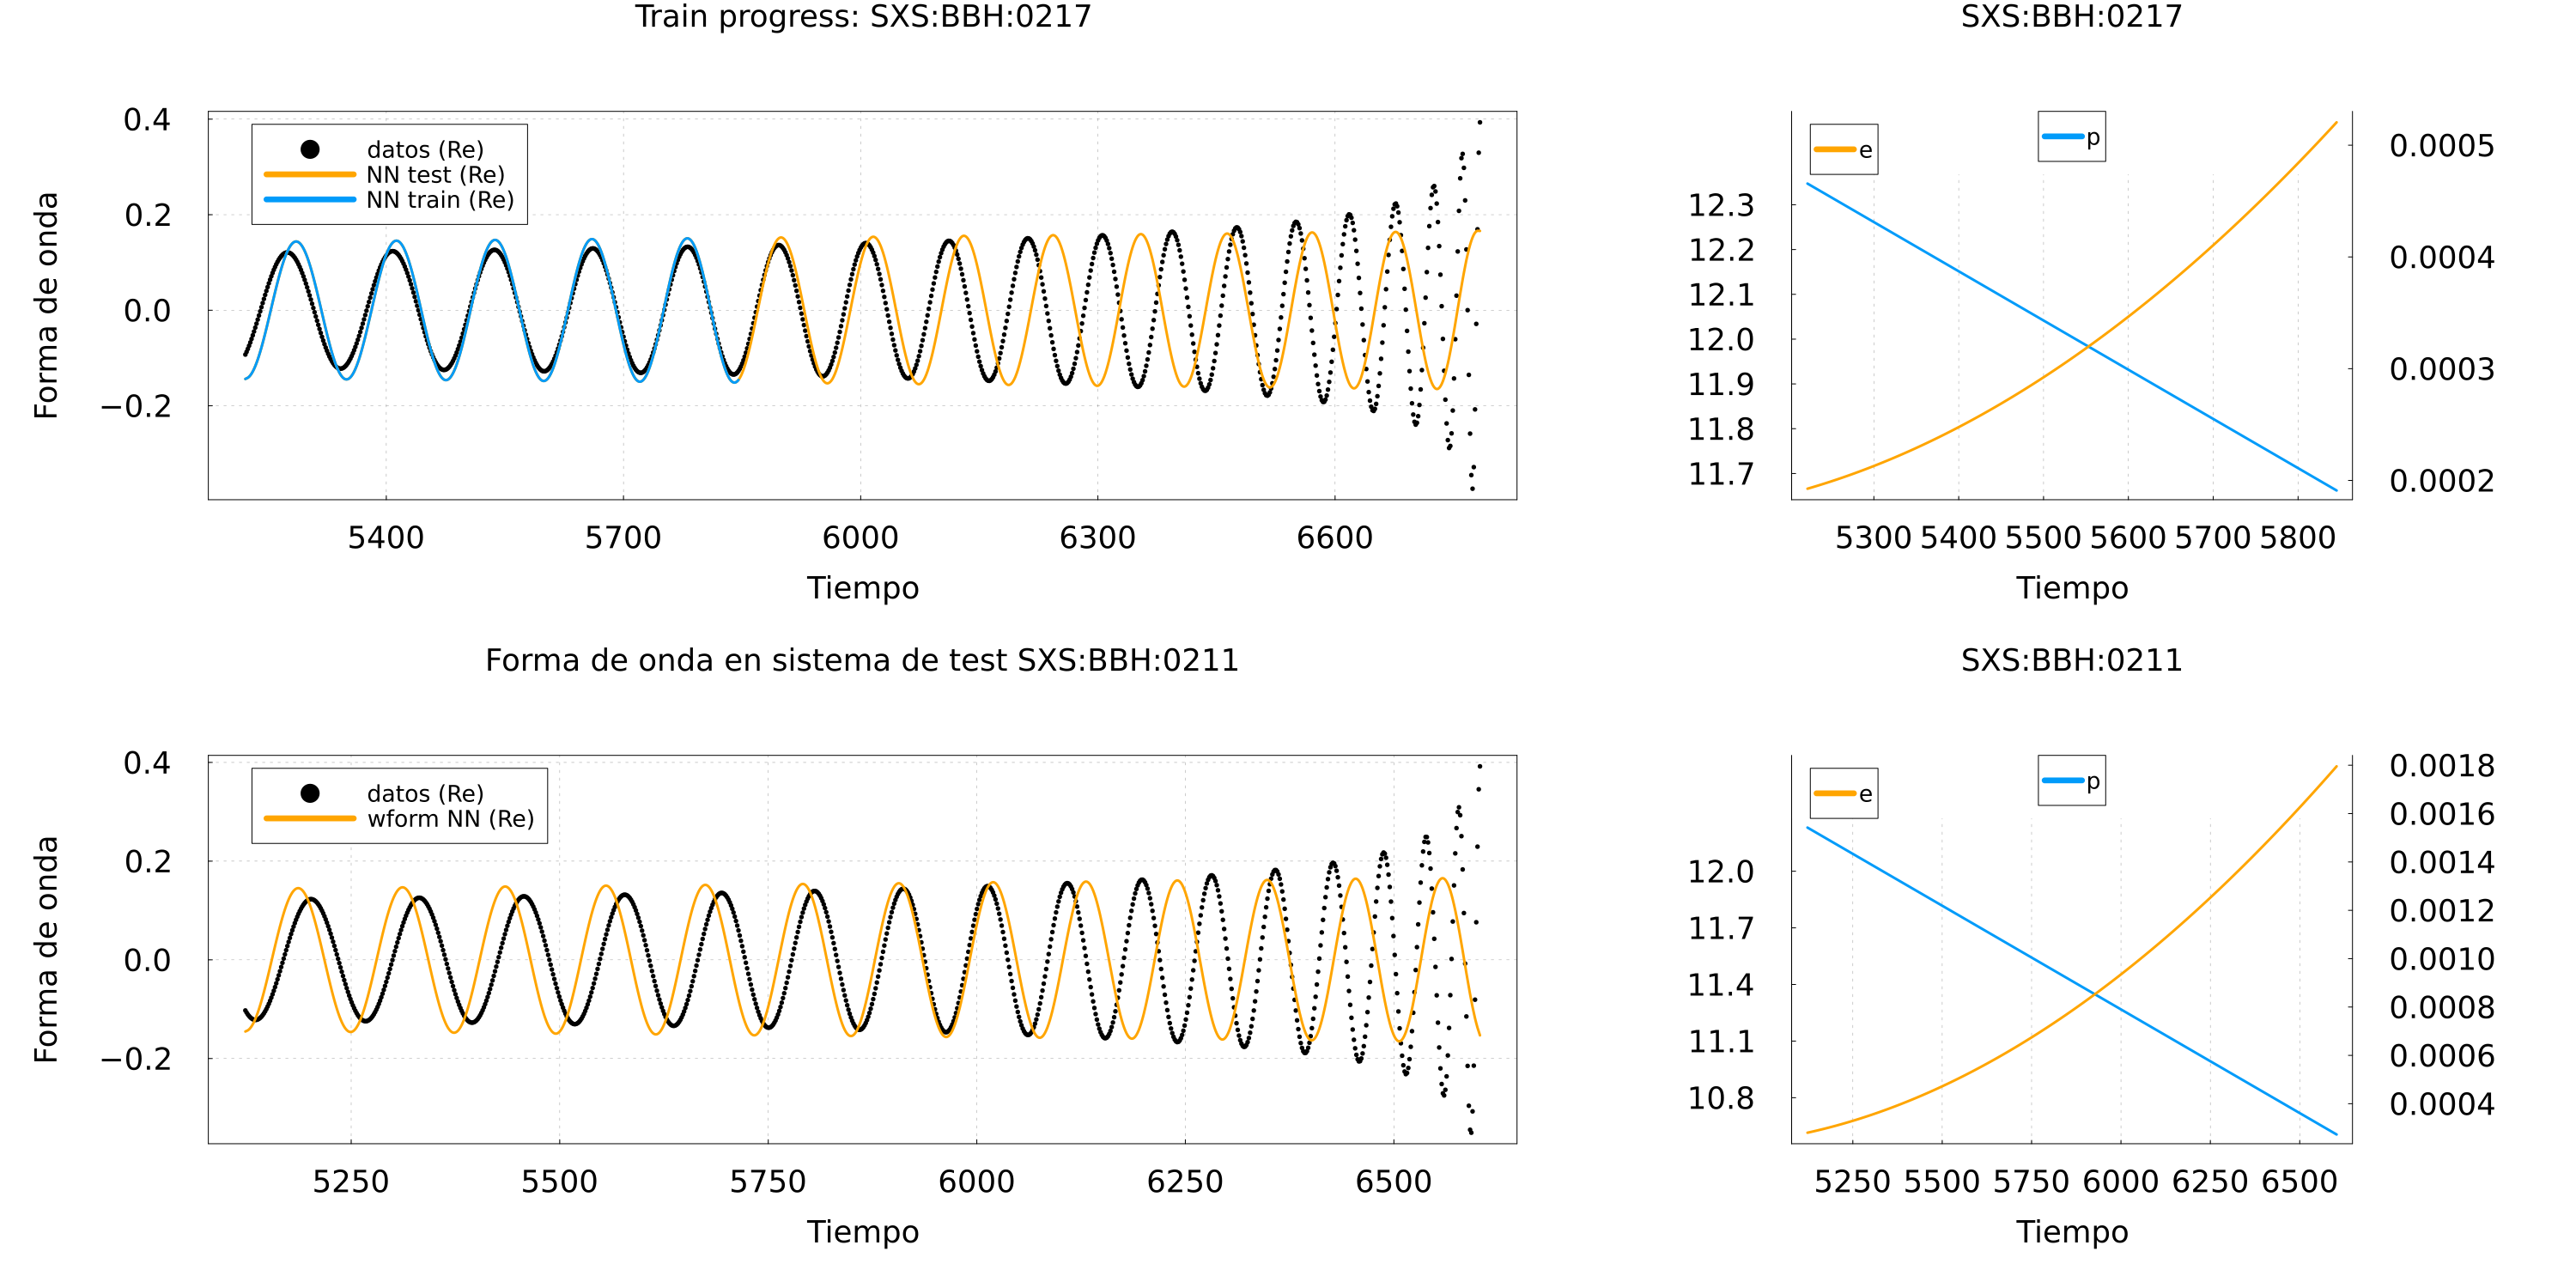 Train progress: SXS:BBH:0217
0.4
0.2
0.0
−0.2
Forma de onda
datos (Re)
NN test (Re)
NN train (Re)
5400 5700 6000 6300 6600
Tiempo
SXS:BBH:0217
e
p
12.3
12.2
12.1
12.0
11.9
11.8
11.7
0.0005
0.0004
0.0003
0.0002
5300 5400 5500 5600 5700 5800
Tiempo
Forma de onda en sistema de test SXS:BBH:0211
0.4
0.2
0.0
−0.2
Forma de onda
datos (Re)
wform NN (Re)
5250 5500 5750 6000 6250 6500
Tiempo
SXS:BBH:0211
e
p
12.0
11.7
11.4
11.1
10.8
0.0018
0.0016
0.0014
0.0012
0.0010
0.0008
0.0006
0.0004
5250 5500 5750 6000 6250 6500
Tiempo